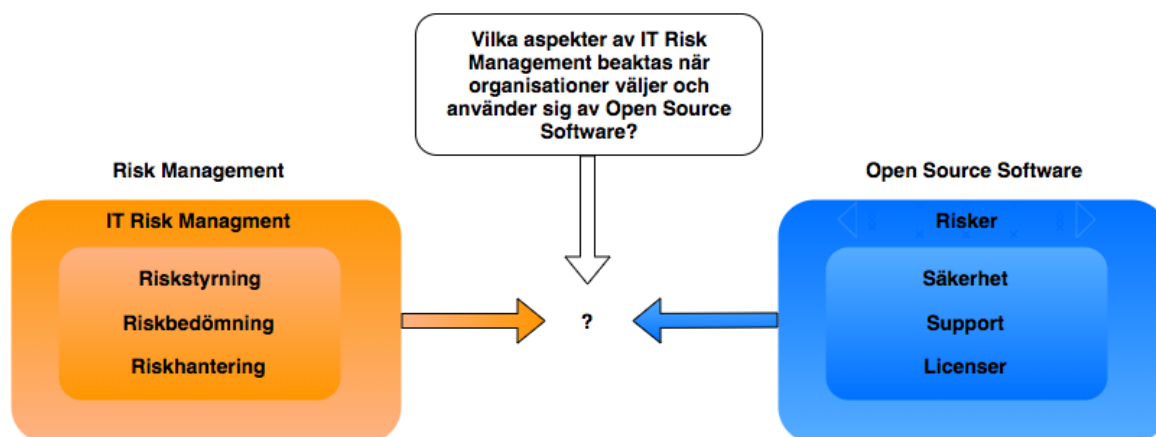 Vilka aspekter av IT Risk
Management beaktas när
organisationer väljer och
använder sig av Open Source
Software?
Risk Management
Open Source Software
IT Risk Managment
Risker
Riskstyrning
Säkerhet
Riskbedömning
?
Support
Riskhantering
Licenser